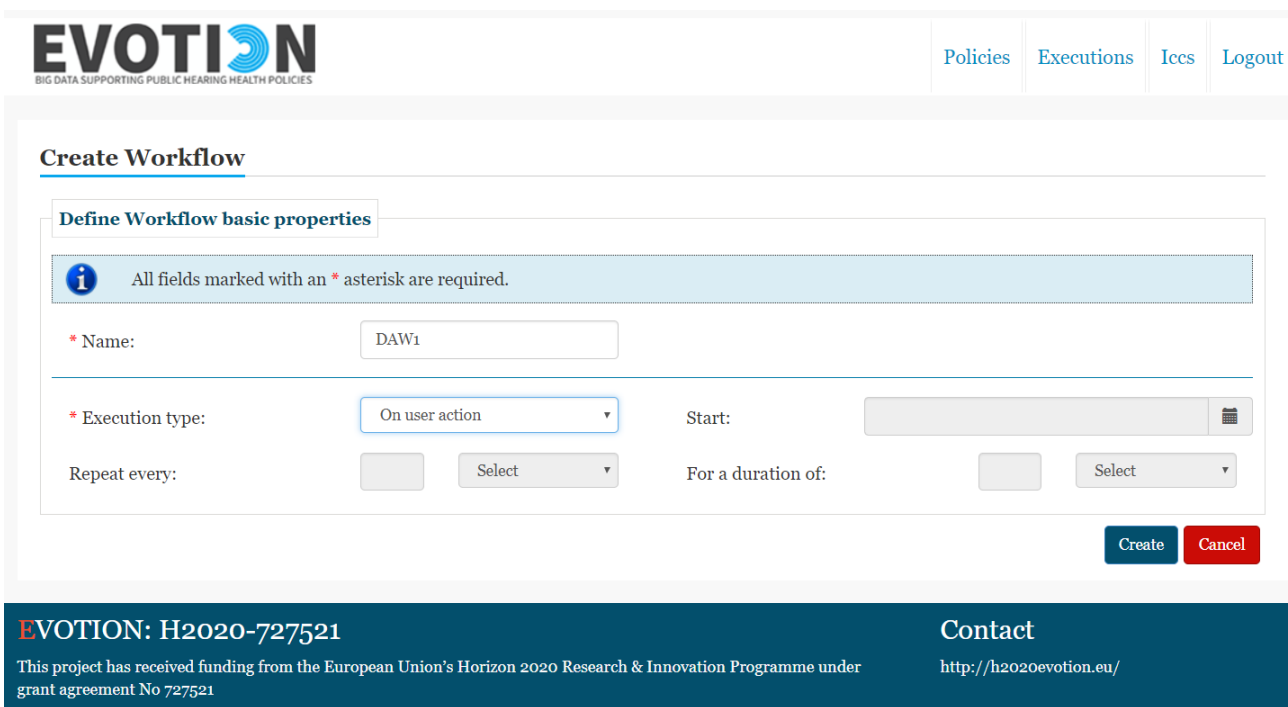 EVOTION
BIG DATA SUPPORTING PUBLIC HEARING HEALTH POLICIES
Policies Executions Iccs Logout
Create Workflow
Define Workflow basic properties
All fields marked with an * asterisk are required.
* Name: DAW1
* Execution type: On user action Start:
Repeat every: Select For a duration of: Select
Create Cancel
EVOTION: H2020-727521 Contact
This project has received funding from the European Union's Horizon 2020 Research & Innovation Programme under http://h2020evotion.eu/
grant agreement No 727521